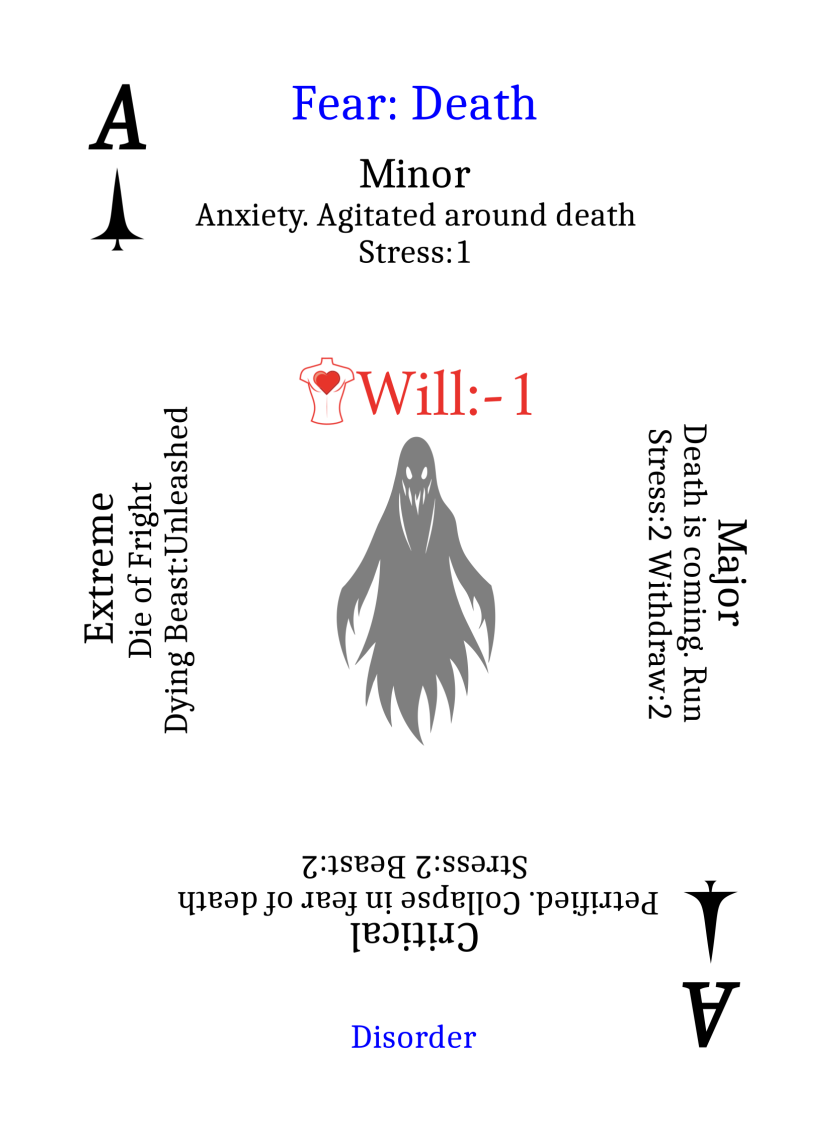 A
Fear: Death
Minor
Anxiety. Agitated around death
Stress:1
Will:-1
Extreme
Die of Fright
Dying Beast:Unleashed
Major
Death is coming. Run
Stress:2 Withdraw:2
Critical
Petrified. Collapse in fear of death
Stress:2 Beast:2
A
Disorder